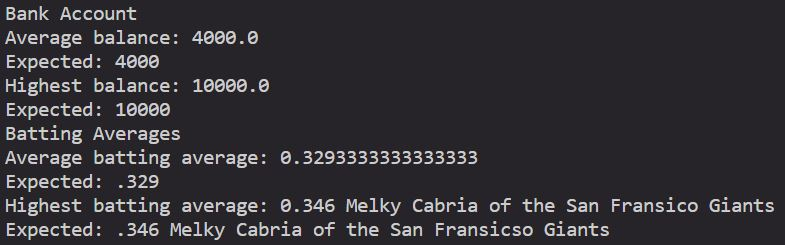 Bank Account
Average balance: 4000.0
Expected: 4000
Highest balance: 10000.0
Expected: 10000
Batting Averages
Average batting average: 0.3293333333333333
Expected: .329
Highest batting average: 0.346 Melky Cabria of the San Fransico Giants
Expected: .346 Melky Cabria of the San Fransicso Giants